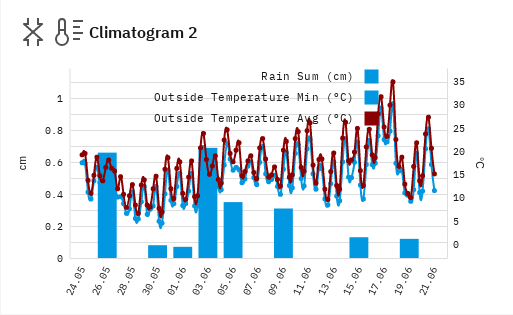 Climatogram 2
Rain Sum (cm)
Outside Temperature Min (°C)
Outside Temperature Avg (°C)
cm
1
0.8
0.6
0.4
0.2
0
°C
35
30
25
20
15
10
5
0
24.05 26.05 28.05 30.05 01.06 03.06 05.06 07.06 09.06 11.06 13.06 15.06 17.06 19.06 21.06